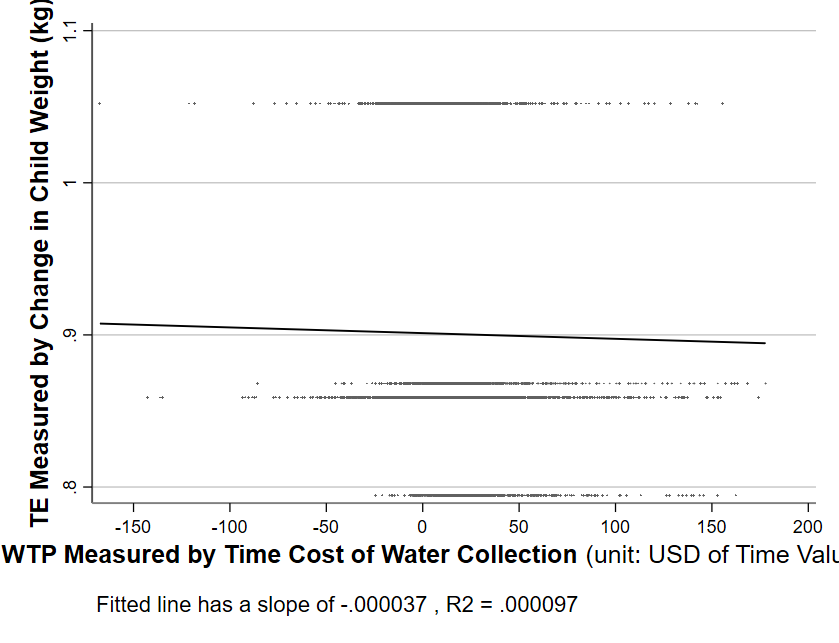 TE Measured by Change in Child Weight (kg)
1.1
1
.9
.8
-150 -100 -50 0 50 100 150 200
WTP Measured by Time Cost of Water Collection (unit: USD of Time Valu
Fitted line has a slope of -.000037 , R2 = .000097